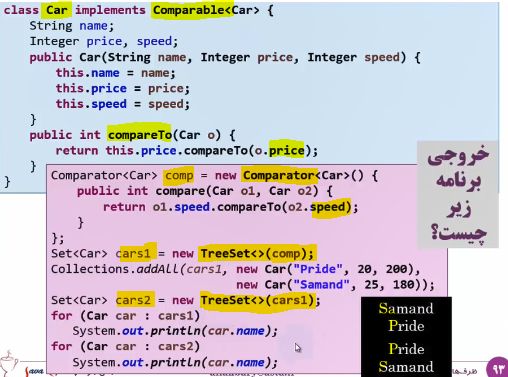 class Car implements Comparable<Car> {
String name;
Integer price, speed;
public Car(String name, Integer price, Integer speed) {
this.name = name;
this.price = price;
this.speed = speed;
}
public int compareTo(Car o) {
return this.price.compareTo(o.price);
}
}
خروجی
برنامه
زیر
چیست؟
Comparator<Car> comp = new Comparator<Car>() {
public int compare(Car o1, Car o2) {
return o1.speed.compareTo(o2.speed);
}
};
Set<Car> cars1 = new TreeSet<>(comp);
Collections.addAll(cars1, new Car("Pride", 20, 200),
new Car("Samand", 25, 180));
Set<Car> cars2 = new TreeSet<>(cars1);
for (Car car : cars1)
System.out.println(car.name);
for (Car car : cars2)
System.out.println(car.name);
Samand
Pride
Pride
Samand
Java
ظرف‌ها
۹۳